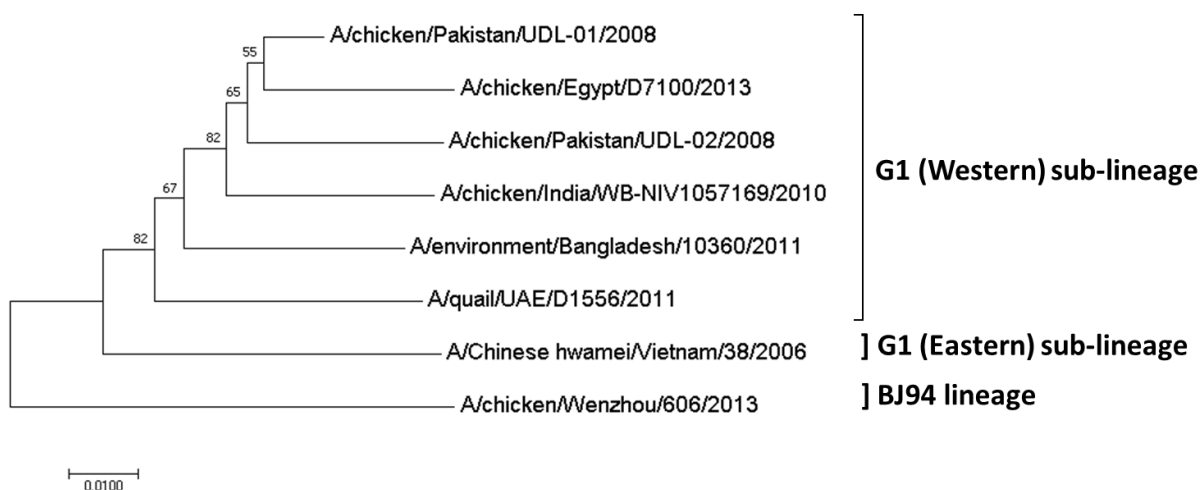 A/chicken/Pakistan/UDL-01/2008
55
A/chicken/Egypt/D7100/2013
65
A/chicken/Pakistan/UDL-02/2008
82
G1 (Western) sub-lineage
A/chicken/India/WB-NIV1057169/2010
67
A/environment/Bangladesh/10360/2011
82
A/quail/UAE/D1556/2011
A/Chinese hwamei/Vietnam/38/2006
] G1 (Eastern) sub-lineage
A/chicken/Wenzhou/606/2013
] BJ94 lineage
0.0100